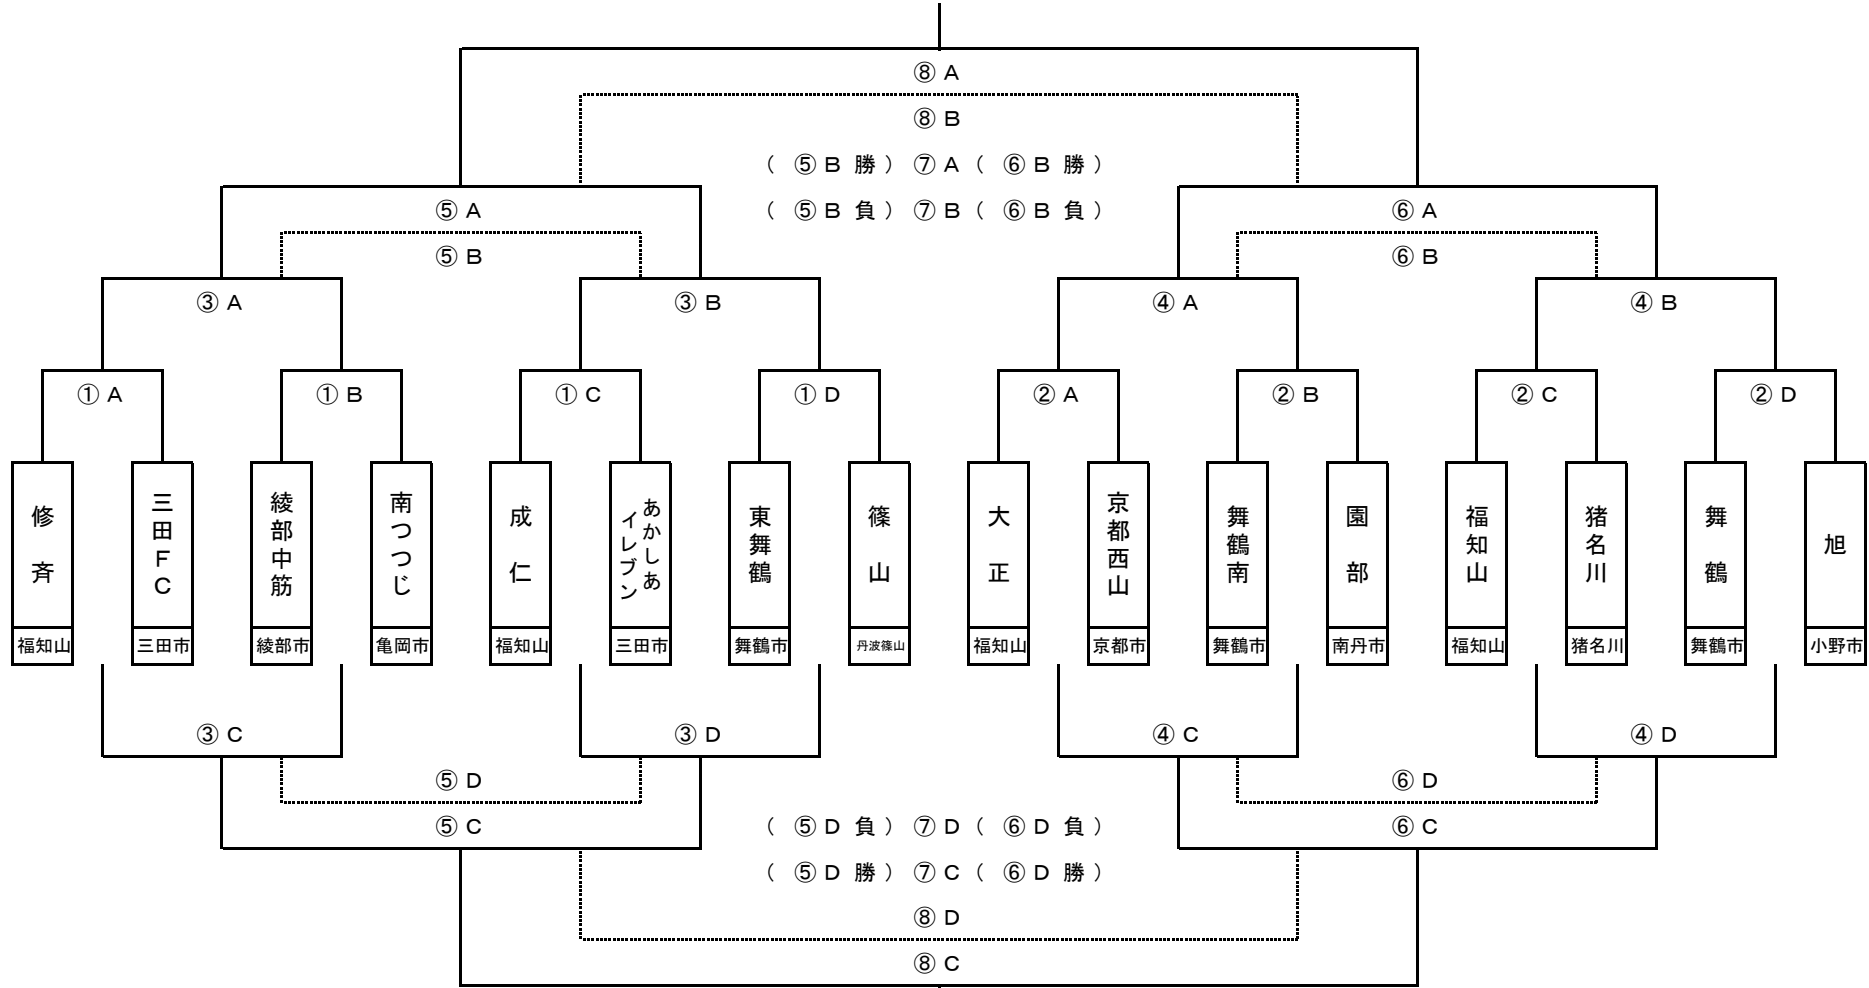 ⑧ A
⑧ B
（ ⑤ B 勝 ） ⑦ A （ ⑥ B 勝 ）
⑤ A
（ ⑤ B 負 ） ⑦ B （ ⑥ B 負 ）
⑥ A
⑤ B
⑥ B
③ A
③ B
④ A
④ B
① A
① B
① C
① D
② A
② B
② C
② D
修斉
三田ＦＣ
綾部中筋
南つつじ
成仁
あかしあ
イレブン
東舞鶴
篠山
大正
京都西山
舞鶴南
園部
福知山
猪名川
舞鶴
旭
福知山
三田市
綾部市
亀岡市
福知山
三田市
舞鶴市
丹波篠山
福知山
京都市
舞鶴市
南丹市
福知山
猪名川
舞鶴市
小野市
③ C
③ D
④ C
④ D
⑤ D
⑥ D
⑤ C
（ ⑤ D 負 ） ⑦ D （ ⑥ D 負 ）
⑥ C
（ ⑤ D 勝 ） ⑦ C （ ⑥ D 勝 ）
⑧ D
⑧ C